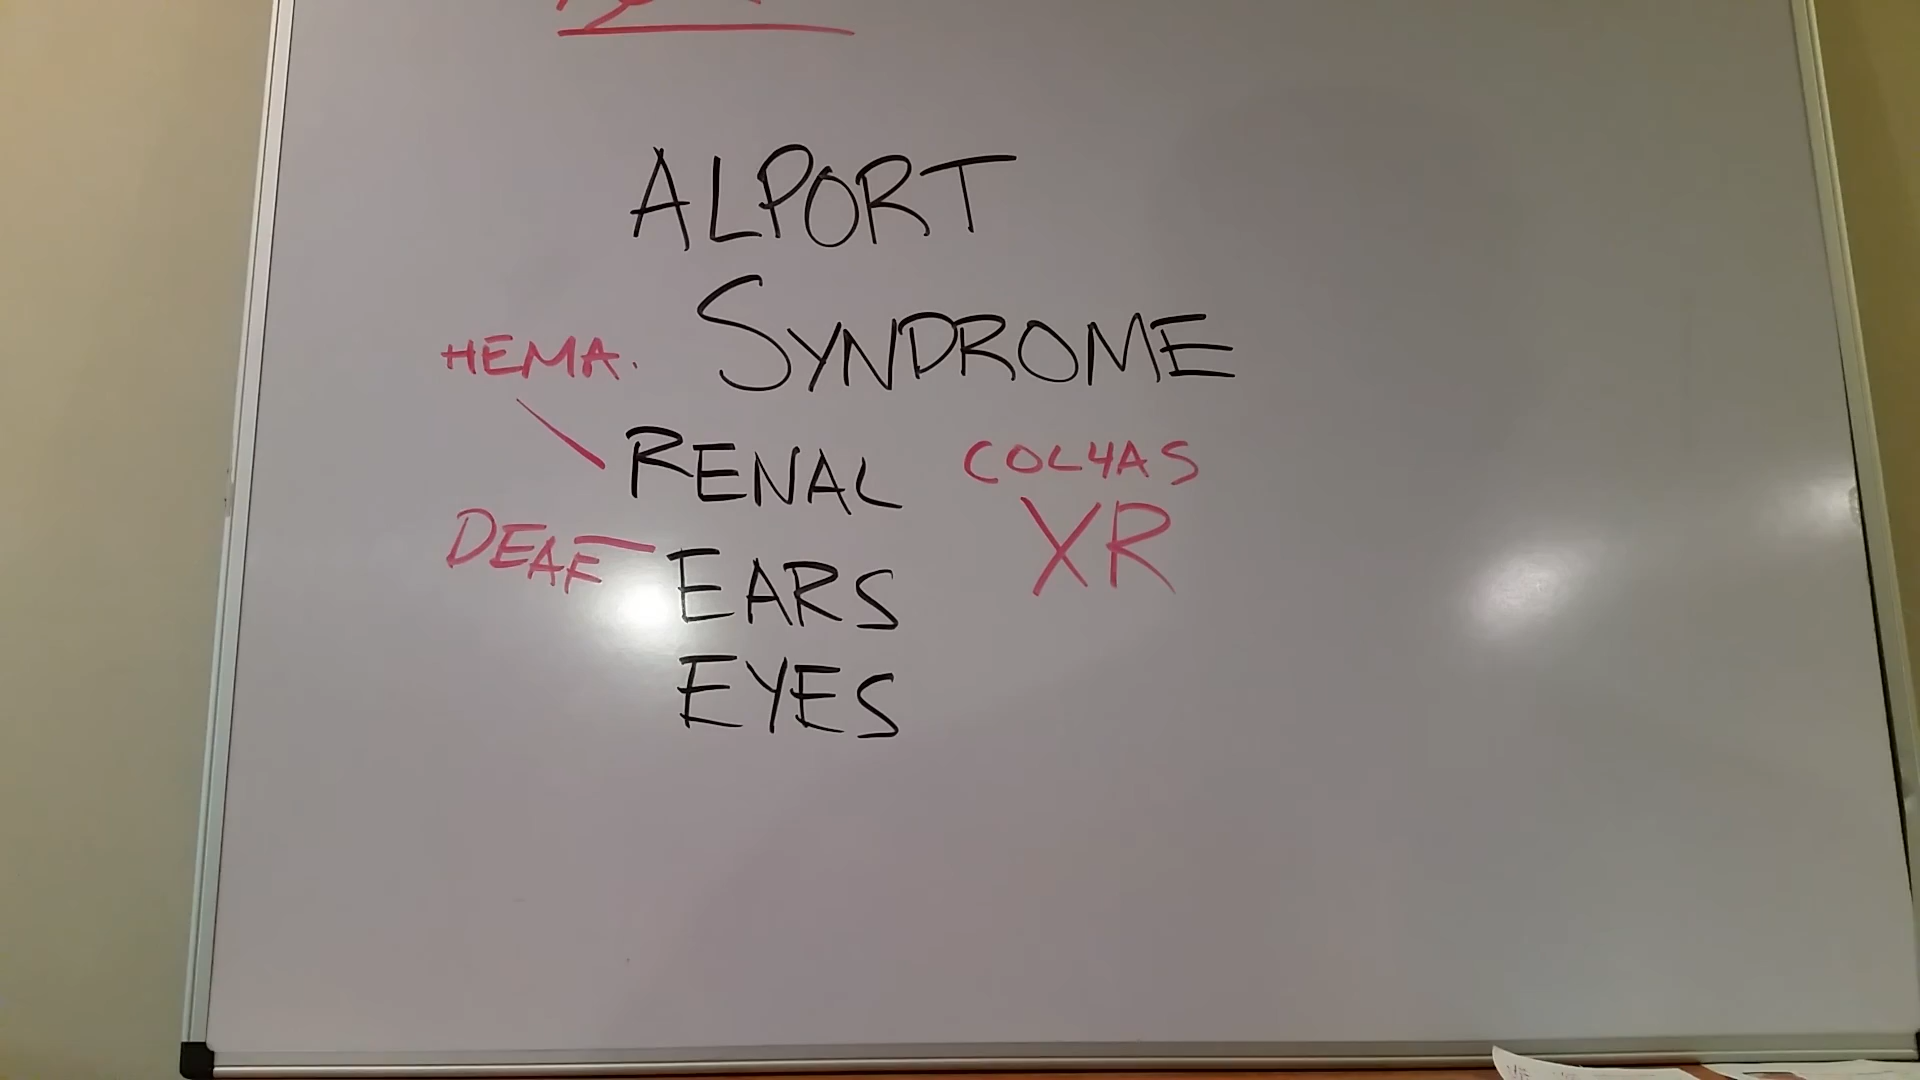 ALPORT
SYNDROME
HEMA.
RENAL
COL4A5
XR
DEAF
EARS
EYES